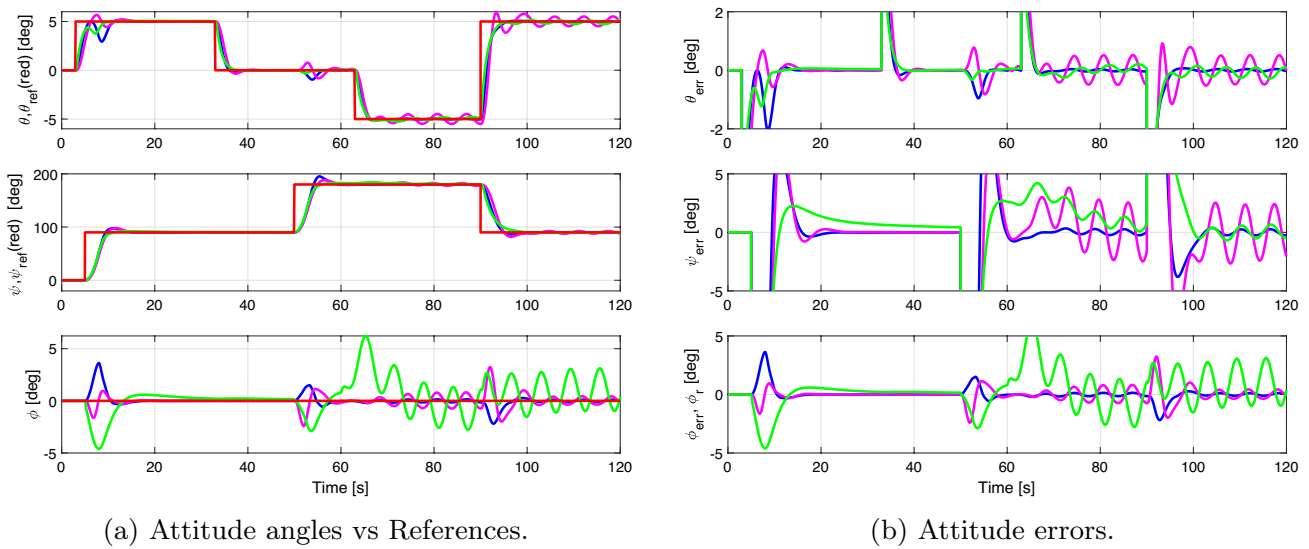 5
0
-5
θ,θref(red) [deg]
0 20 40 60 80 100 120
200
100
0
ψ,ψref(red) [deg]
0 20 40 60 80 100 120
5
0
-5
ϕ [deg]
0 20 40 60 80 100 120
Time [s]
(a) Attitude angles vs References.
2
0
-2
θerr [deg]
0 20 40 60 80 100 120
5
0
-5
ψerr [deg]
0 20 40 60 80 100 120
5
0
-5
ϕerr, ϕr [deg]
0 20 40 60 80 100 120
Time [s]
(b) Attitude errors.